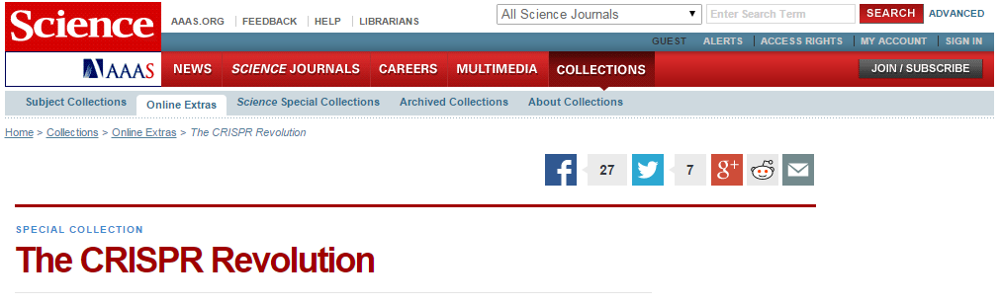 Science
AAAS.ORG FEEDBACK HELP LIBRARIANS
All Science Journals
Enter Search Term
SEARCH
ADVANCED
GUEST ALERTS ACCESS RIGHTS MY ACCOUNT SIGN IN
AAAS
NEWS SCIENCE JOURNALS CAREERS MULTIMEDIA COLLECTIONS
JOIN / SUBSCRIBE
Subject Collections Online Extras Science Special Collections Archived Collections About Collections
Home > Collections > Online Extras > The CRISPR Revolution
f 27 7 g+
SPECIAL COLLECTION
The CRISPR Revolution